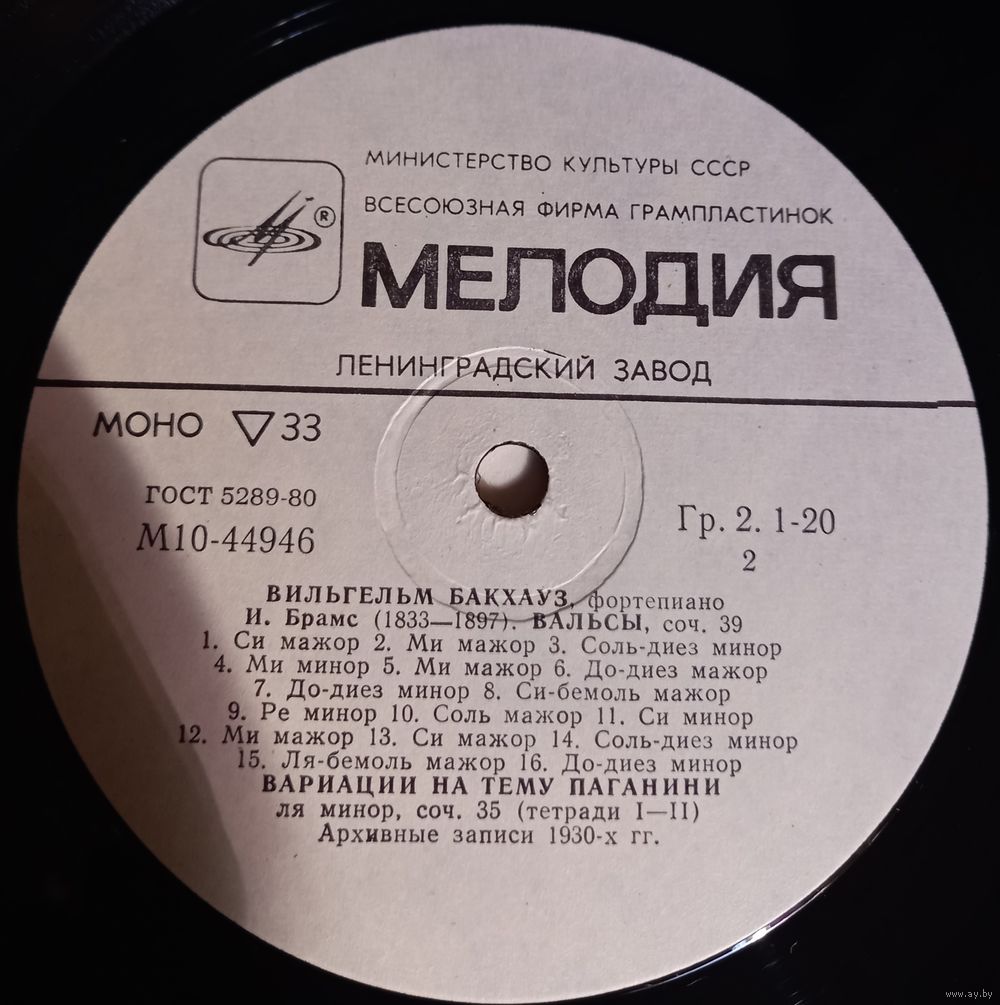 МИНИСТЕРСТВО КУЛЬТУРЫ СССР
ВСЕСОЮЗНАЯ ФИРМА ГРАМПЛАСТИНОК
®
МЕЛОДИЯ
ЛЕНИНГРАДСКИЙ ЗАВОД
МОНО ▽ 33
ГОСТ 5289-80
М10-44946
Гр. 2. 1-20
2
ВИЛЬГЕЛЬМ БАКХАУЗ, фортепиано
И. Брамс (1833—1897). ВАЛЬСЫ, соч. 39
1. Си мажор 2. Ми мажор 3. Соль-диез минор
4. Ми минор 5. Ми мажор 6. До-диез мажор
7. До-диез минор 8. Си-бемоль мажор
9. Ре минор 10. Соль мажор 11. Си минор
12. Ми мажор 13. Си мажор 14. Соль-диез минор
15. Ля-бемоль мажор 16. До-диез минор
ВАРИАЦИИ НА ТЕМУ ПАГАНИНИ
ля минор, соч. 35 (тетради I—II)
Архивные записи 1930-х гг.
www.ay.by